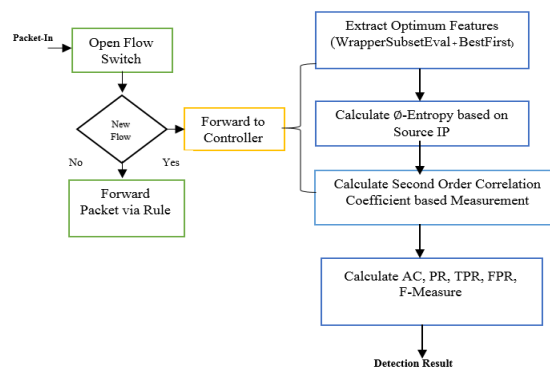 Packet-In
Open Flow
Switch
New
Flow
No
Yes
Forward
Packet via Rule
Forward to
Controller
Extract Optimum Features
(WrapperSubsetEval+BestFirst)
Calculate Ø-Entropy based on
Source IP
Calculate Second Order Correlation
Coefficient based Measurement
Calculate AC, PR, TPR, FPR,
F-Measure
Detection Result